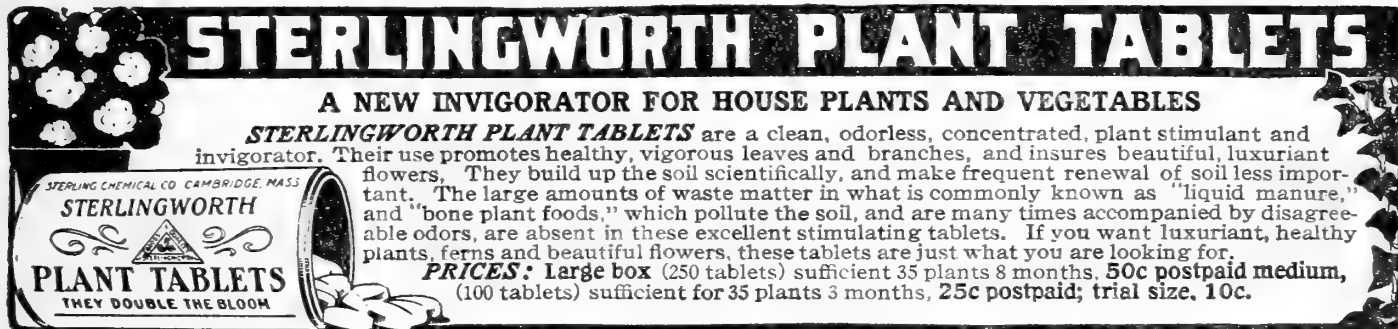 STERLINGWORTH PLANT TABLETS
A NEW INVIGORATOR FOR HOUSE PLANTS AND VEGETABLES
STERLINGWORTH PLANT TABLETS are a clean, odorless, concentrated, plant stimulant and
invigorator. Their use promotes healthy, vigorous leaves and branches, and insures beautiful, luxuriant
flowers, They build up the soil scientifically, and make frequent renewal of soil less impor-
tant. The large amounts of waste matter in what is commonly known as "liquid manure,"
and "bone plant foods," which pollute the soil, and are many times accompanied by disagree-
able odors, are absent in these excellent stimulating tablets. If you want luxuriant, healthy
plants, ferns and beautiful flowers, these tablets are just what you are looking for.
PRICES: Large box (250 tablets) sufficient 35 plants 8 months, 50c postpaid medium,
(100 tablets) sufficient for 35 plants 3 months, 25c postpaid; trial size, 10c.
STERLING CHEMICAL CO CAMBRIDGE, MASS
STERLINGWORTH
PLANT TABLETS
THEY DOUBLE THE BLOOM